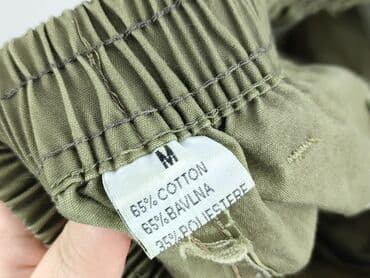 M
65% COTTON
65% BAVLNA
35% POLIESTERE